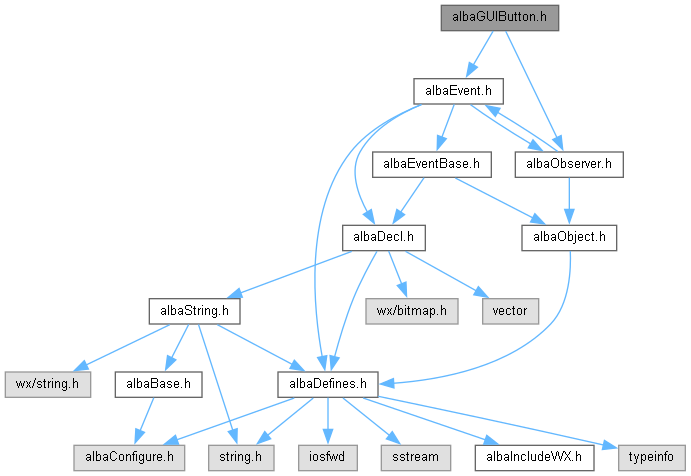 albaGUIButton.h
albaEvent.h
albaEventBase.h
albaObserver.h
albaDecl.h
albaObject.h
albaString.h
wx/bitmap.h
vector
wx/string.h
albaBase.h
albaDefines.h
albaConfigure.h
string.h
iosfwd
sstream
albaIncludeWX.h
typeinfo